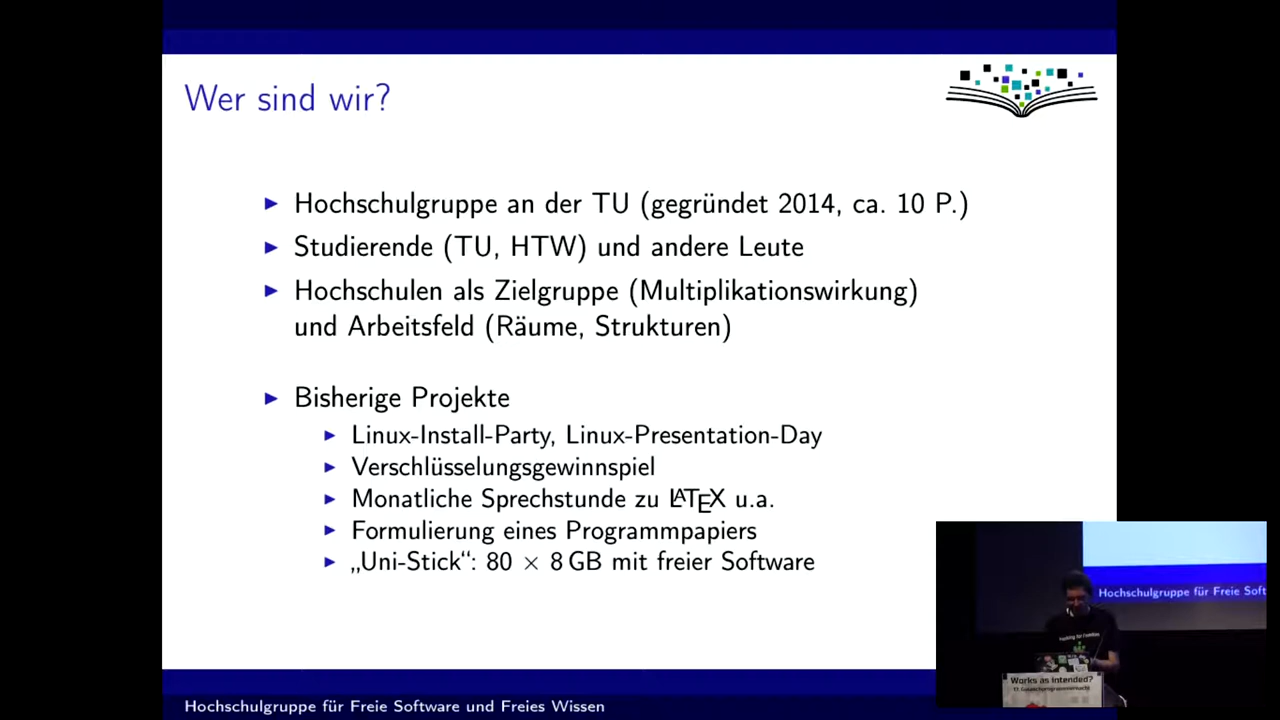 Wer sind wir?
▶ Hochschulgruppe an der TU (gegründet 2014, ca. 10 P.)
▶ Studierende (TU, HTW) und andere Leute
▶ Hochschulen als Zielgruppe (Multiplikationswirkung)
und Arbeitsfeld (Räume, Strukturen)
▶ Bisherige Projekte
▶ Linux-Install-Party, Linux-Presentation-Day
▶ Verschlüsselungsgewinnspiel
▶ Monatliche Sprechstunde zu LATEX u.a.
▶ Formulierung eines Programmpapiers
▶ „Uni-Stick“: 80 × 8 GB mit freier Software
Hochschulgruppe für Freie Soft
Works as intended?
Hochschulgruppe für Freie Software und Freies Wissen